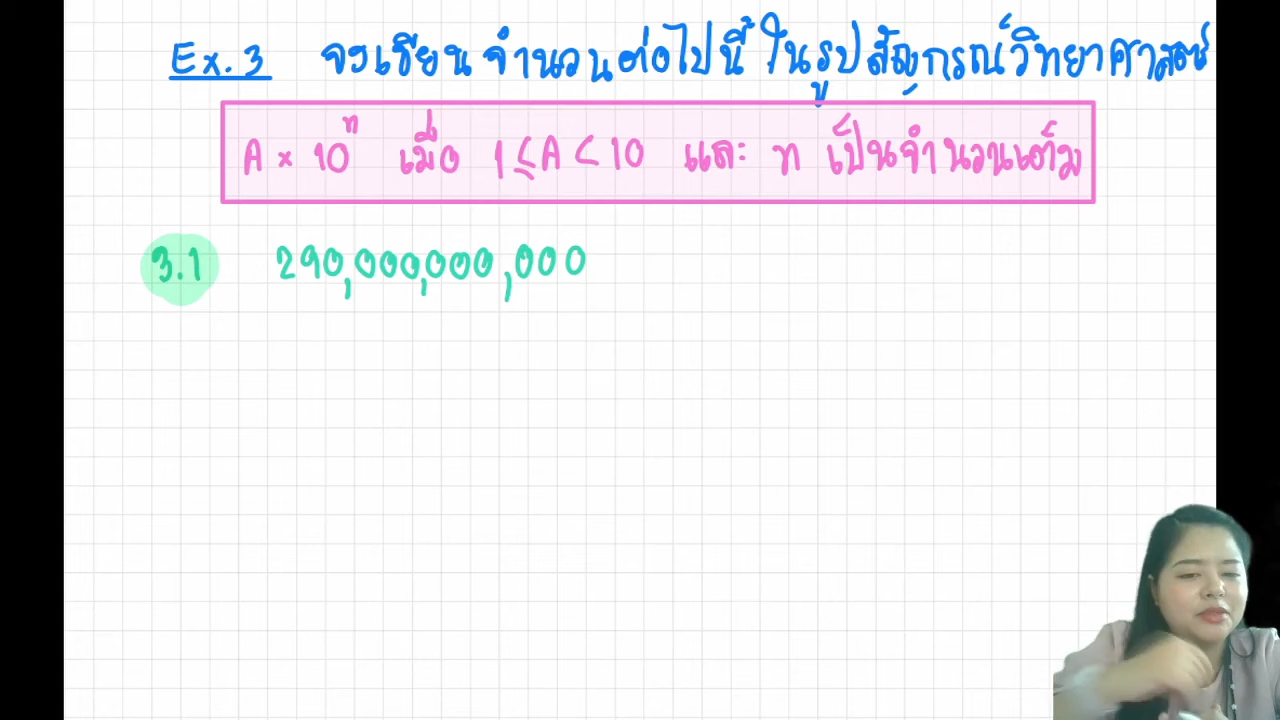 Ex. 3 จงเขียนจำนวนต่อไปนี้ ในรูปสัญกรณ์วิทยาศาสตร์
A × 10ⁿ เมื่อ 1 ≤ A < 10 และ n เป็นจำนวนเต็ม
3.1 290,000,000,000